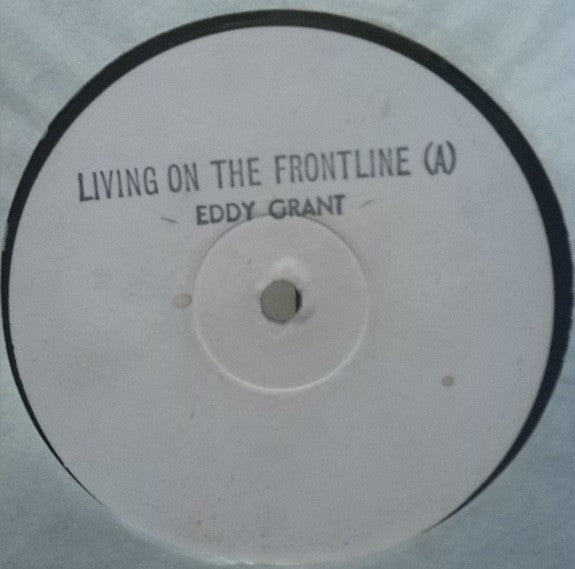 LIVING ON THE FRONTLINE (A)
EDDY GRANT